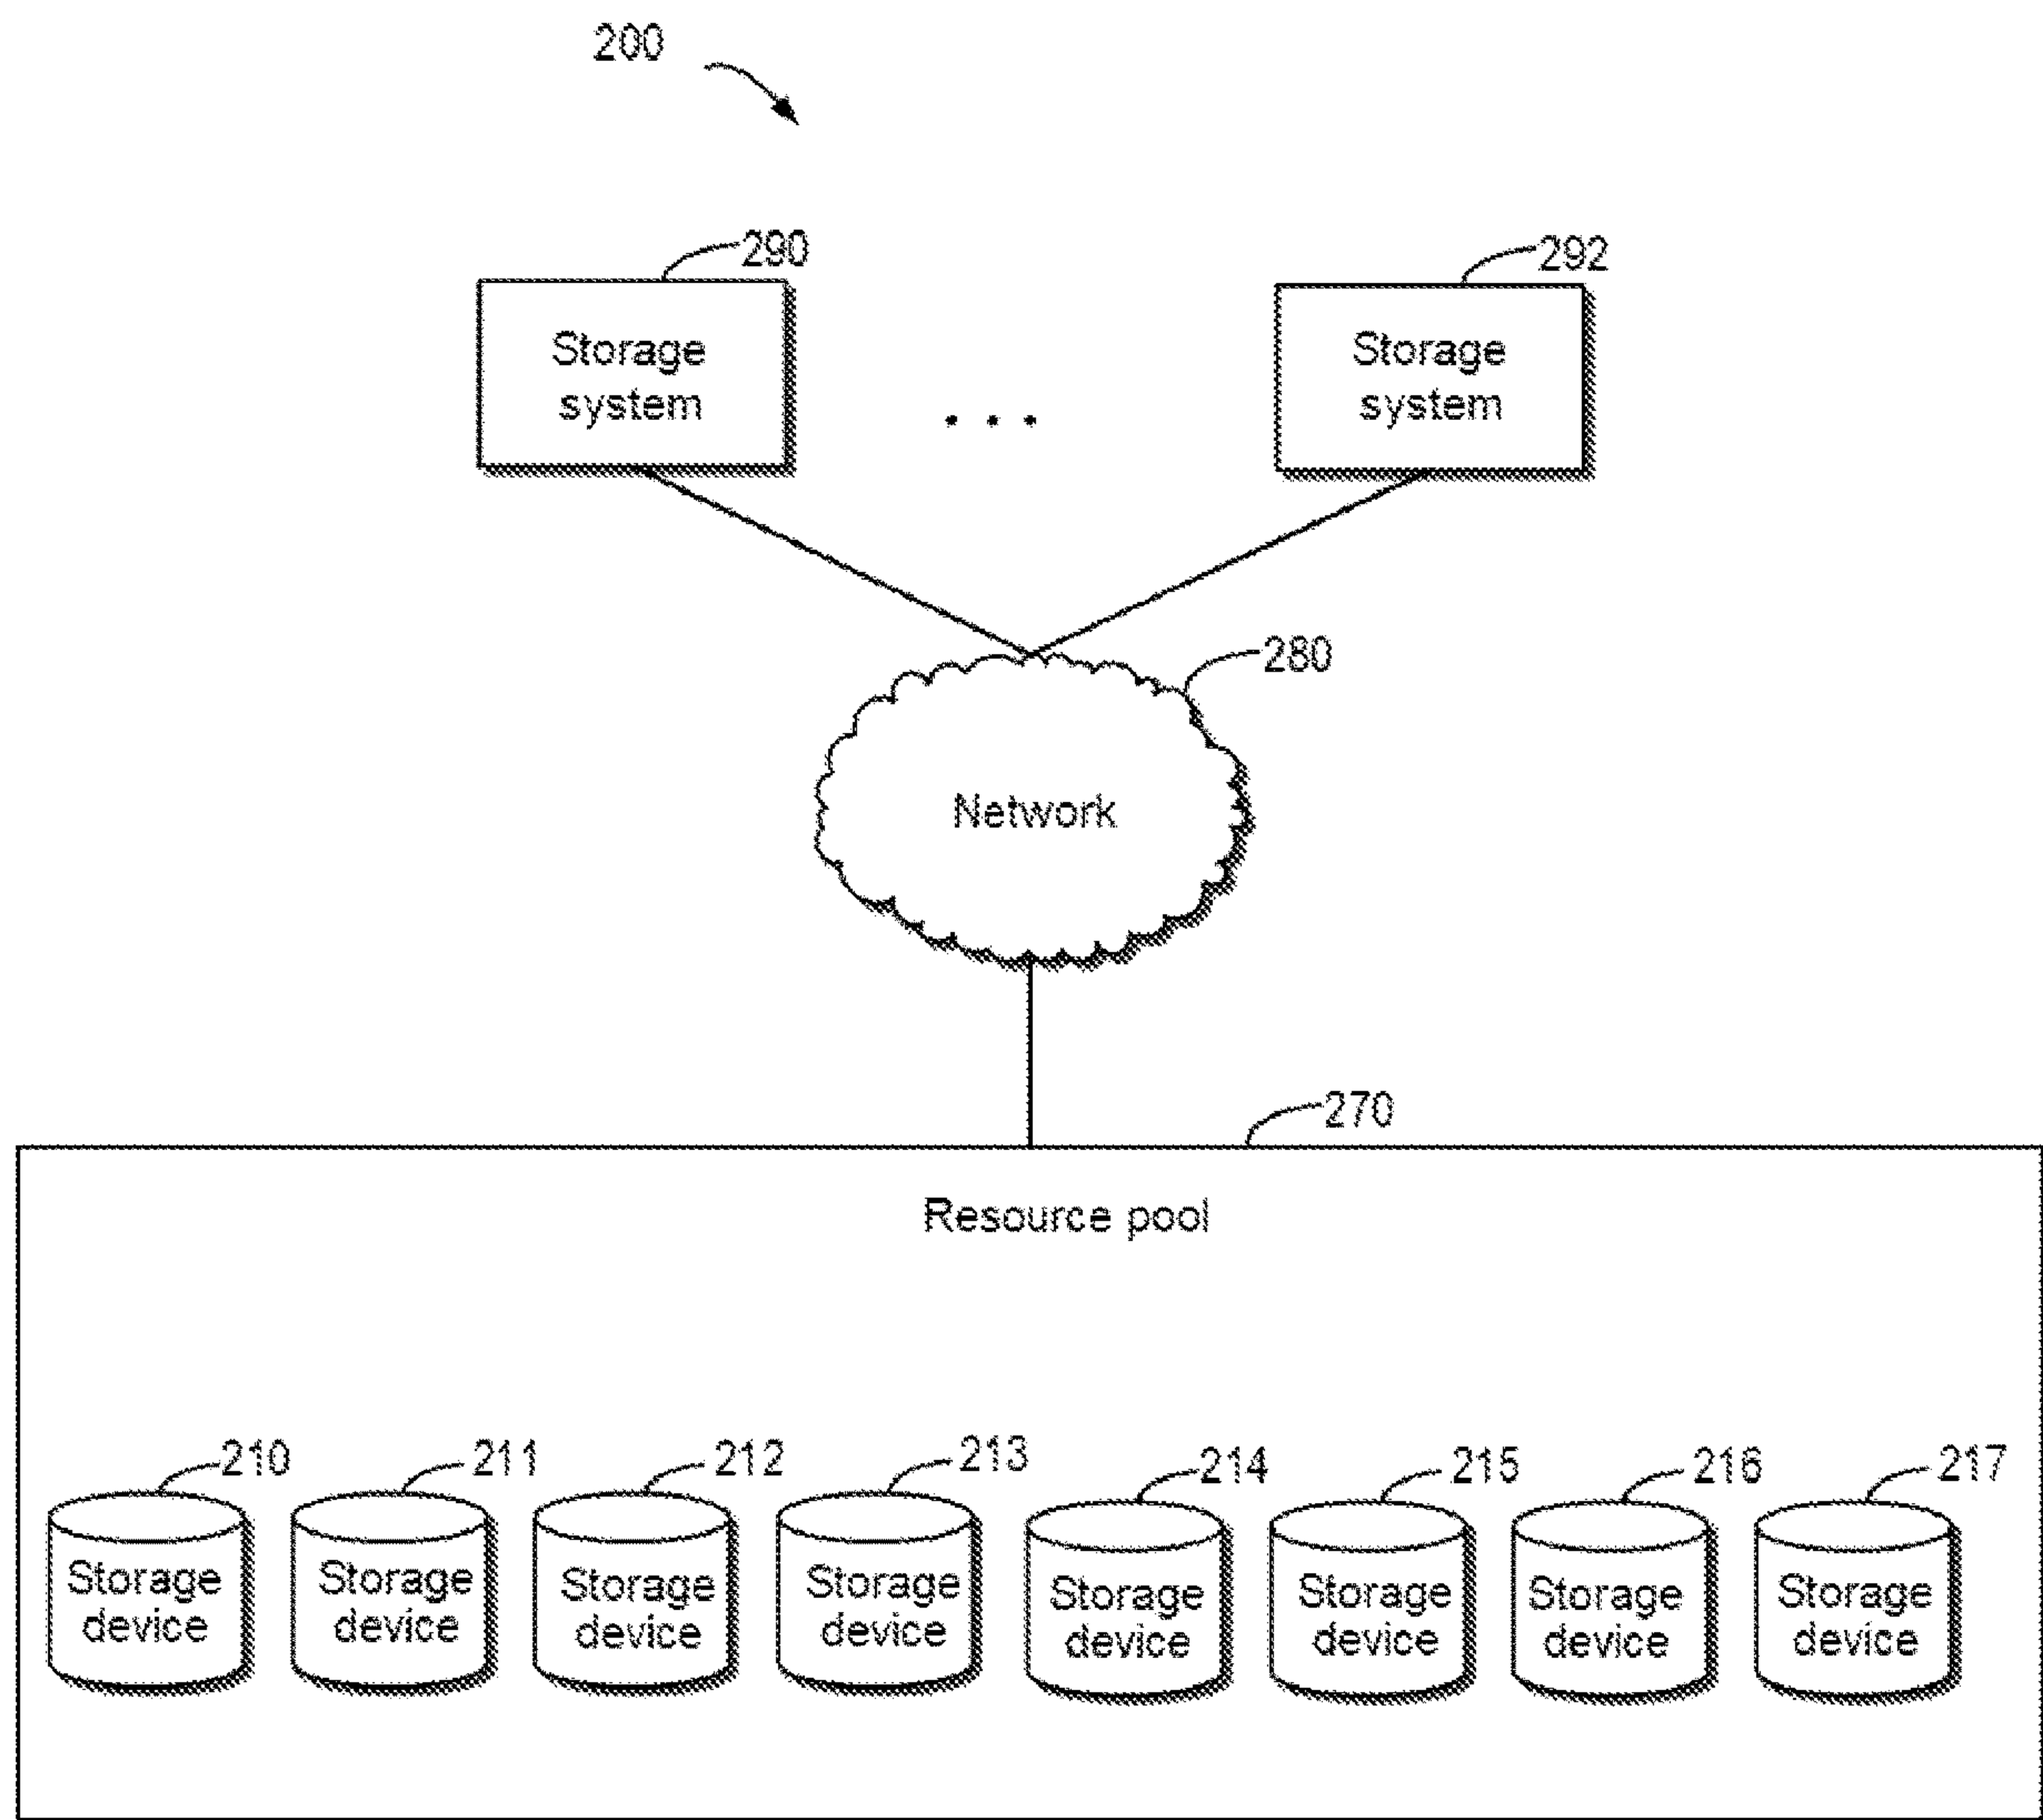 200
290
292
Storage
system
Storage
system
. . .
280
Network
270
Resource pool
210
211
212
213
214
215
216
217
Storage
device
Storage
device
Storage
device
Storage
device
Storage
device
Storage
device
Storage
device
Storage
device